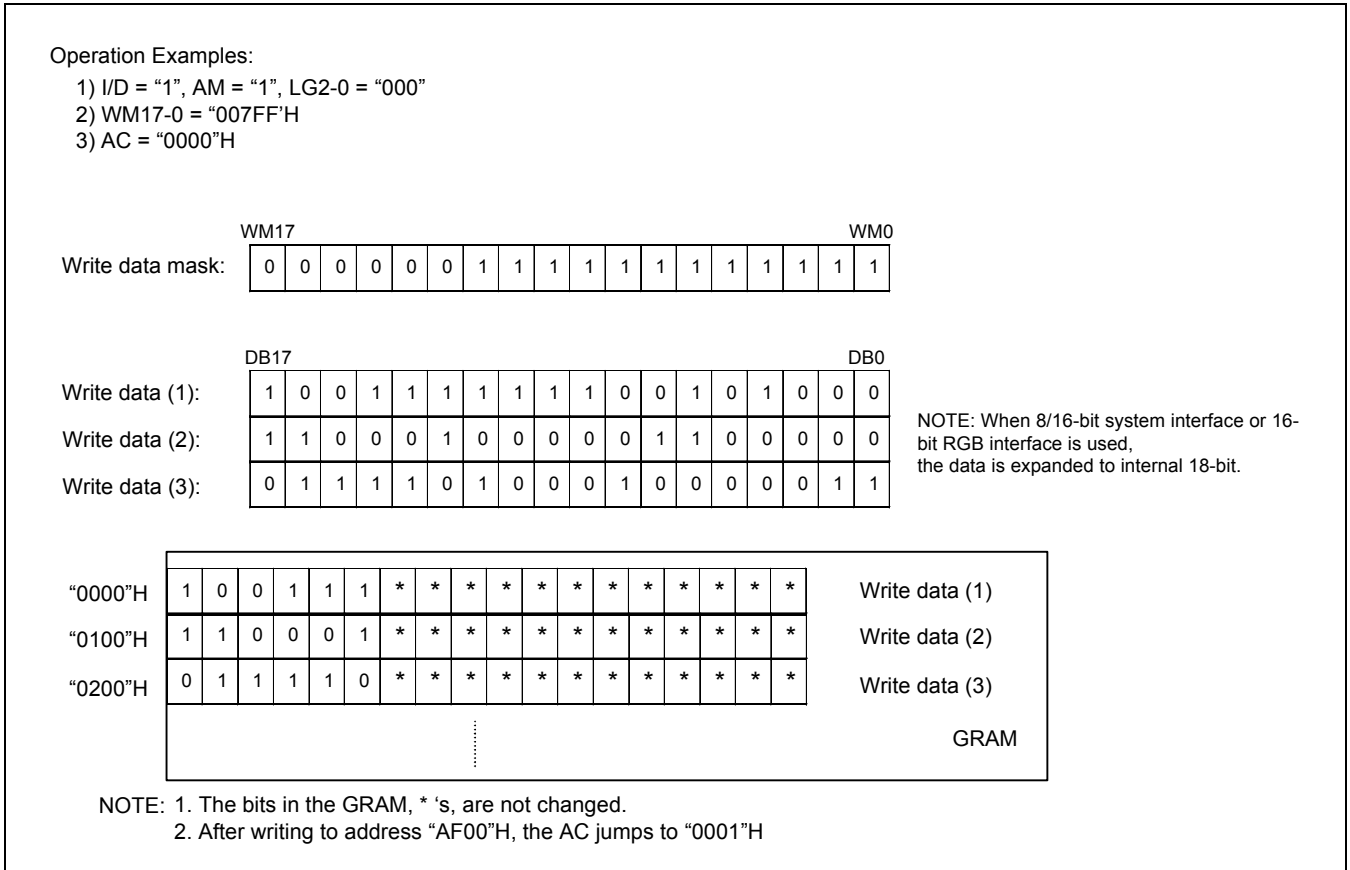 Operation Examples:
1) I/D = “1”, AM = “1”, LG2-0 = “000”
2) WM17-0 = “007FF’H
3) AC = “0000”H
WM17 WM0
Write data mask: 0 0 0 0 0 0 1 1 1 1 1 1 1 1 1 1 1 1
DB17 DB0
Write data (1): 1 0 0 1 1 1 1 1 1 1 0 0 1 0 1 0 0 0
Write data (2): 1 1 0 0 0 1 0 0 0 0 0 1 1 0 0 0 0 0
Write data (3): 0 1 1 1 1 0 1 0 0 0 1 0 0 0 0 0 1 1
NOTE: When 8/16-bit system interface or 16-
bit RGB interface is used,
the data is expanded to internal 18-bit.
“0000”H 1 0 0 1 1 1 * * * * * * * * * * * * Write data (1)
“0100”H 1 1 0 0 0 1 * * * * * * * * * * * * Write data (2)
“0200”H 0 1 1 1 1 0 * * * * * * * * * * * * Write data (3)
GRAM
NOTE: 1. The bits in the GRAM, * ‘s, are not changed.
2. After writing to address “AF00”H, the AC jumps to “0001”H